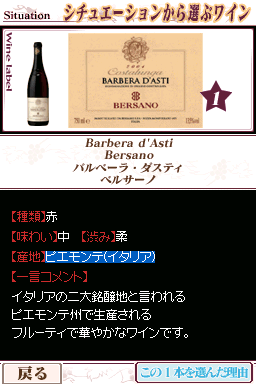 Situation
シチュエーションから選ぶワイン
Wine label
2004
Costalunga
BARBERA D'ASTI
BERSANO
750 ml e
ITALIA
13%vol
1
Barbera d'Asti
Bersano
バルベーラ・ダスティ
ベルサーノ
【種類】赤
【味わい】中 【渋み】柔
【産地】ピエモンテ(イタリア)
【一言コメント】
イタリアの二大銘醸地と言われる
ピエモンテ州で生産される
フルーティで華やかなワインです。
戻る
この1本を選んだ理由